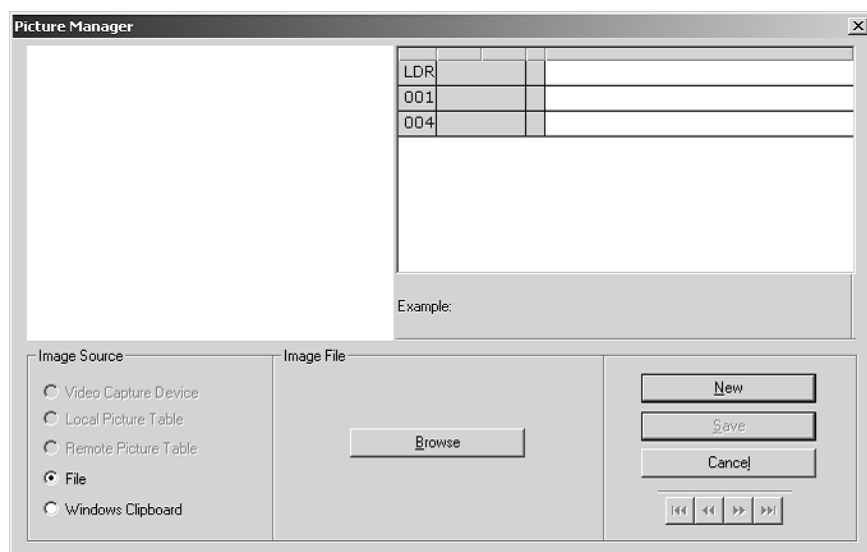 Picture Manager
LDR
001
004
Example:
Image Source
Video Capture Device
Local Picture Table
Remote Picture Table
File
Windows Clipboard
Image File
Browse
New
Save
Cancel